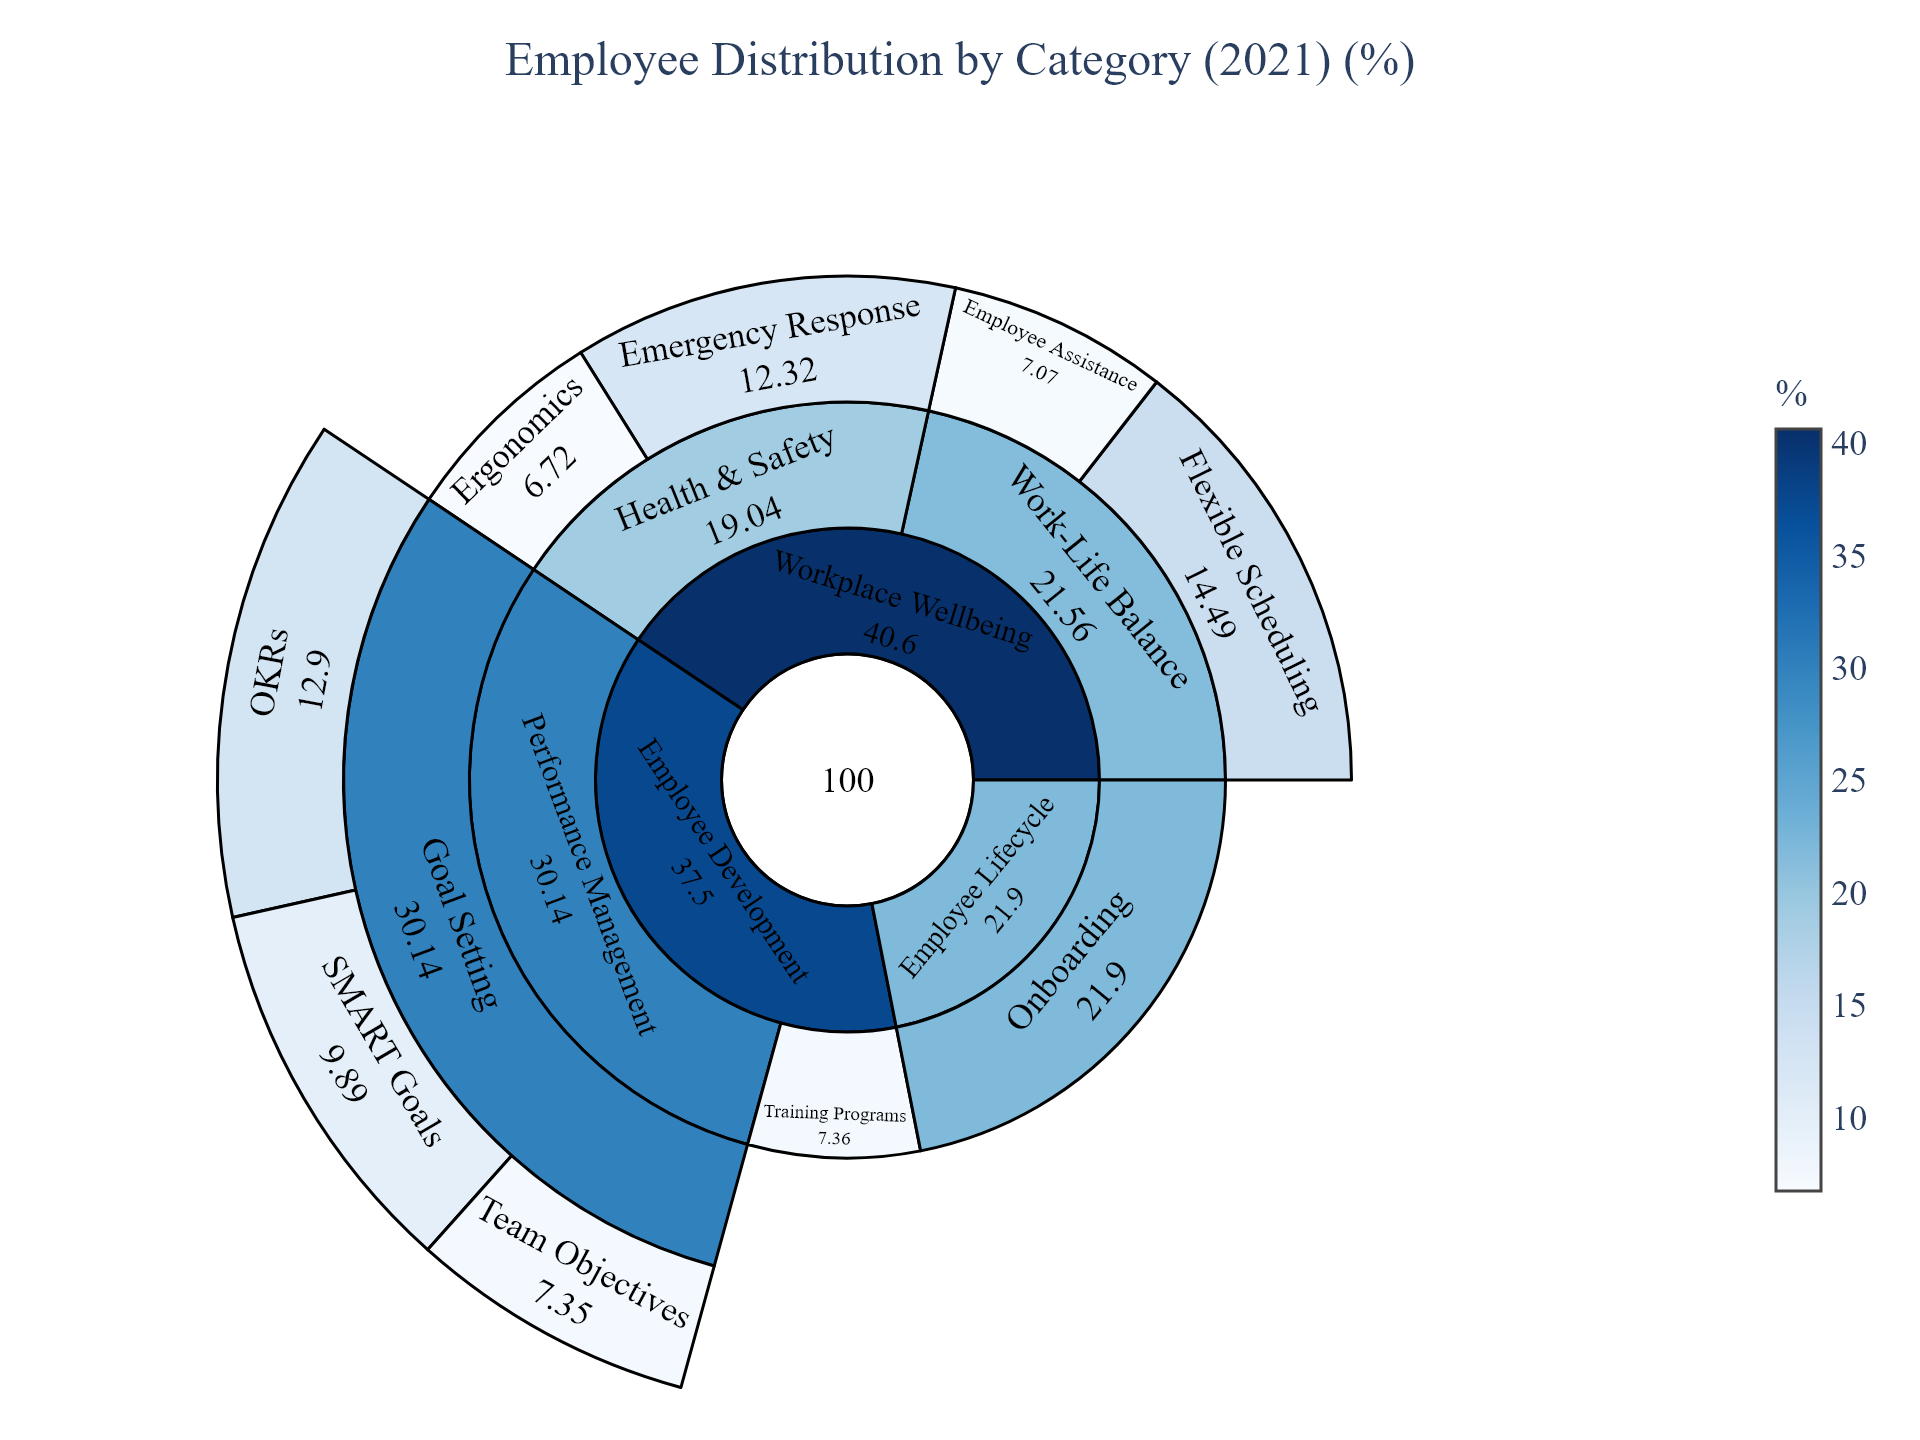 Employee Distribution by Category (2021) (%)
100
Workplace Wellbeing
40.6
Employee Development
37.5
Employee Lifecycle
21.9
Work-Life Balance
21.56
Health & Safety
19.04
Performance Management
30.14
Training Programs
7.36
Onboarding
21.9
Flexible Scheduling
14.49
Employee Assistance
7.07
Emergency Response
12.32
Ergonomics
6.72
Goal Setting
30.14
OKRs
12.9
SMART Goals
9.89
Team Objectives
7.35
%
40
35
30
25
20
15
10